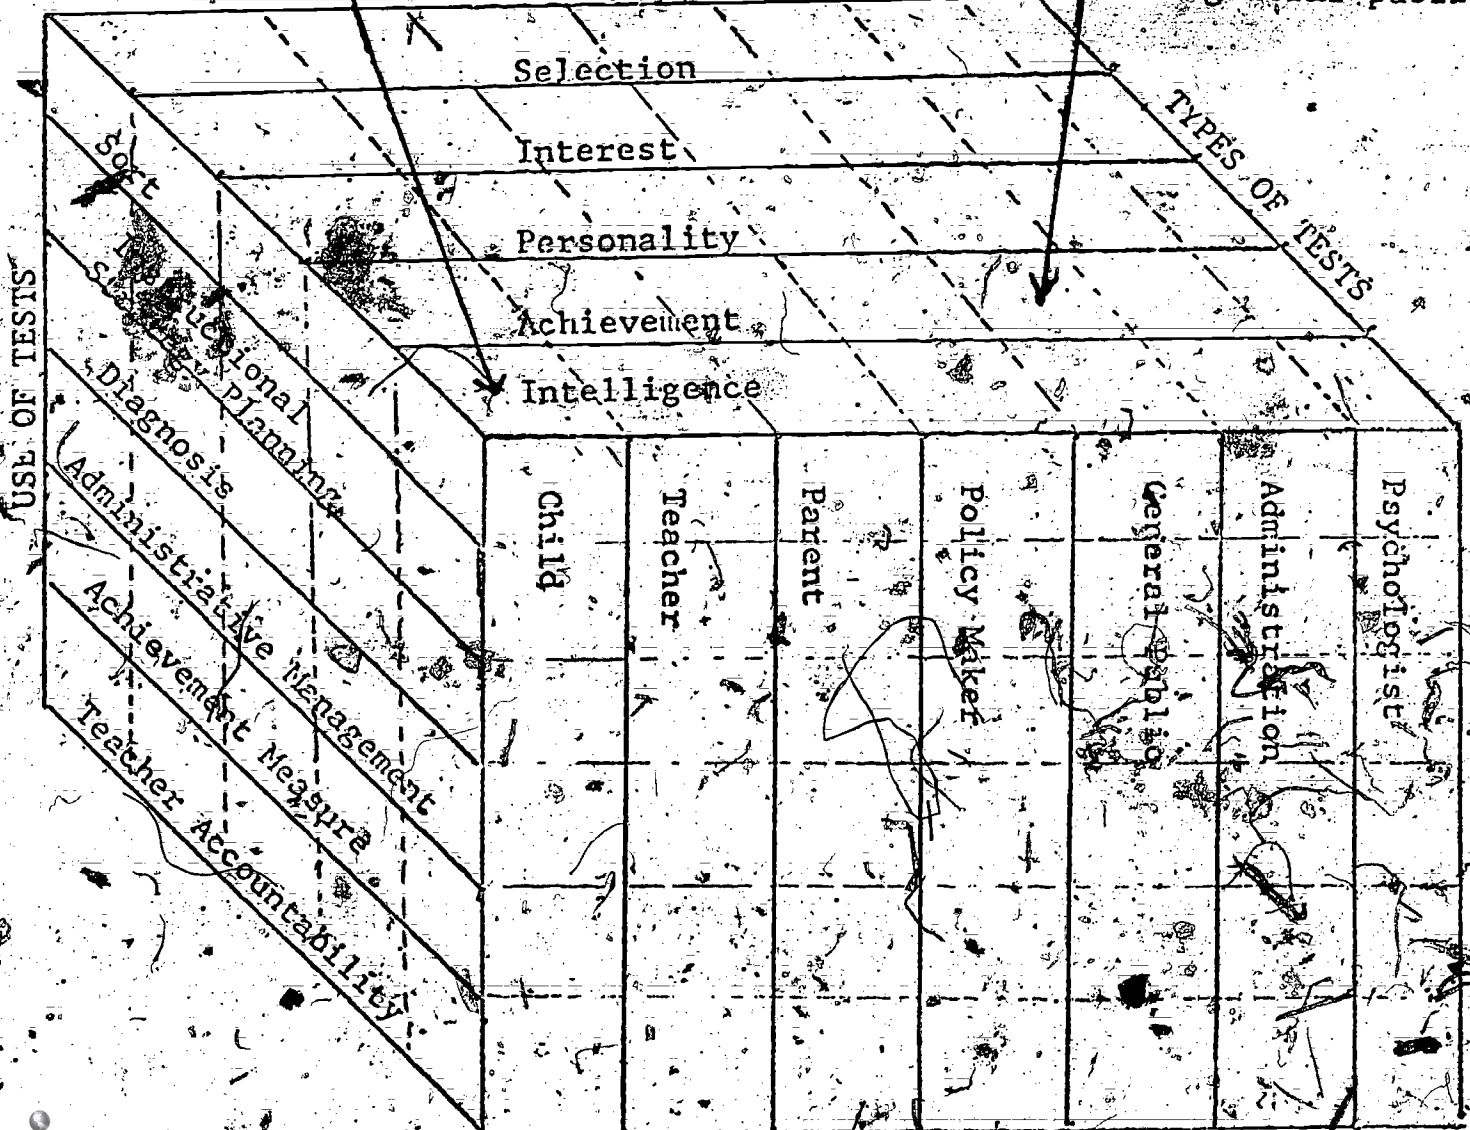 Selection
Interest
Personality
Achievement
Intelligence
TYPES OF TESTS
USE OF TESTS
Sort
Instructional
Strategy Planning
Diagnosis
Administrative Management
Achievement Measure
Teacher Accountability
Child
Teacher
Parent
Policy Maker
General Public
Administration
Psychologist